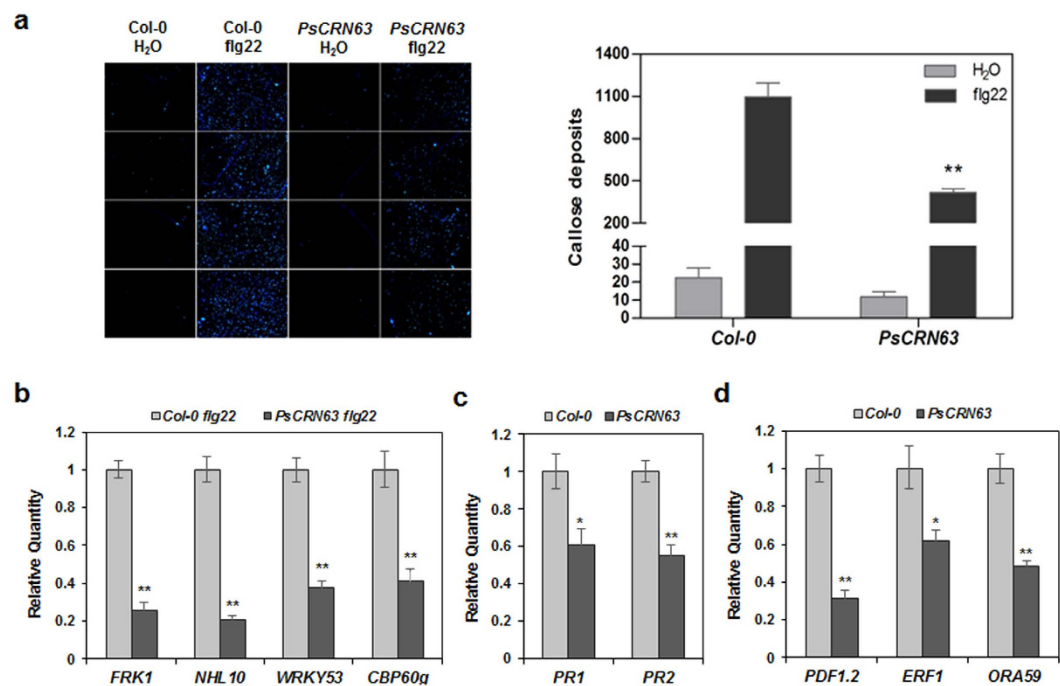 a
Col-0 Col-0 PsCRN63 PsCRN63
H₂O flg22 H₂O flg22
1400
1100
800
500
200
40
30
20
10
0
Callose deposits
H₂O
flg22
**
Col-0 PsCRN63
b
Col-0 flg22 PsCRN63 flg22
1.2
1
0.8
0.6
0.4
0.2
0
Relative Quantity
** ** ** **
FRK1 NHL10 WRKY53 CBP60g
c
Col-0 PsCRN63
1.2
1
0.8
0.6
0.4
0.2
0
Relative Quantity
* **
PR1 PR2
d
Col-0 PsCRN63
1.2
1
0.8
0.6
0.4
0.2
0
Relative Quantity
** * **
PDF1.2 ERF1 ORA59